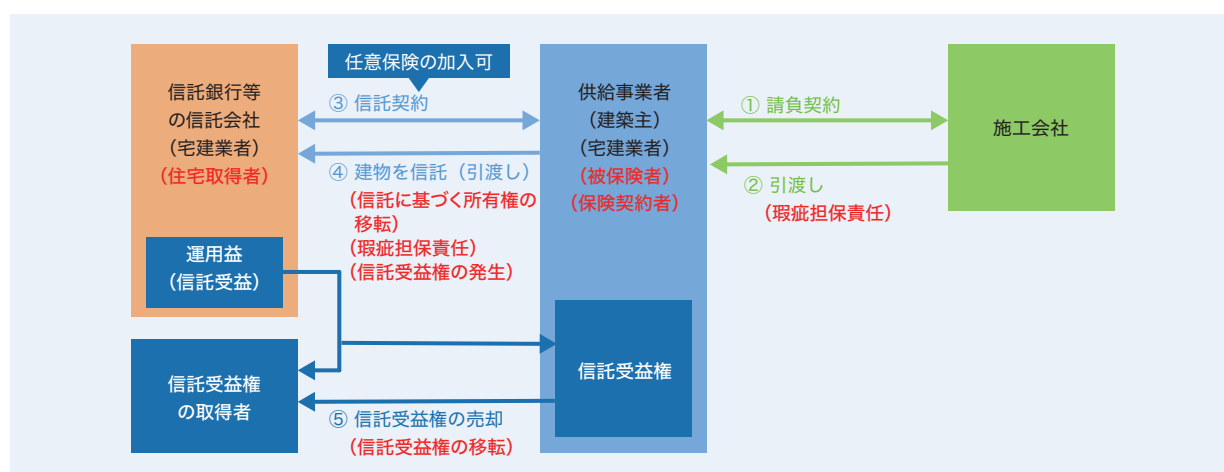 任意保険の加入可
信託銀行等
の信託会社
（宅建業者）
（住宅取得者）
運用益
（信託受益）
信託受益権
の取得者
③ 信託契約
④ 建物を信託（引渡し）
（信託に基づく所有権の
移転）
（瑕疵担保責任）
（信託受益権の発生）
⑤ 信託受益権の売却
（信託受益権の移転）
供給事業者
（建築主）
（宅建業者）
（被保険者）
（保険契約者）
信託受益権
① 請負契約
② 引渡し
（瑕疵担保責任）
施工会社